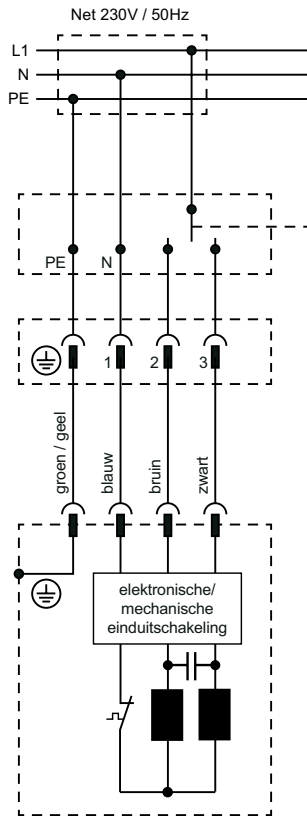 Net 230V / 50Hz
L1
N
PE
PE N
1 2 3
groen / geel
blauw
bruin
zwart
elektronische/
mechanische
einduitschakeling